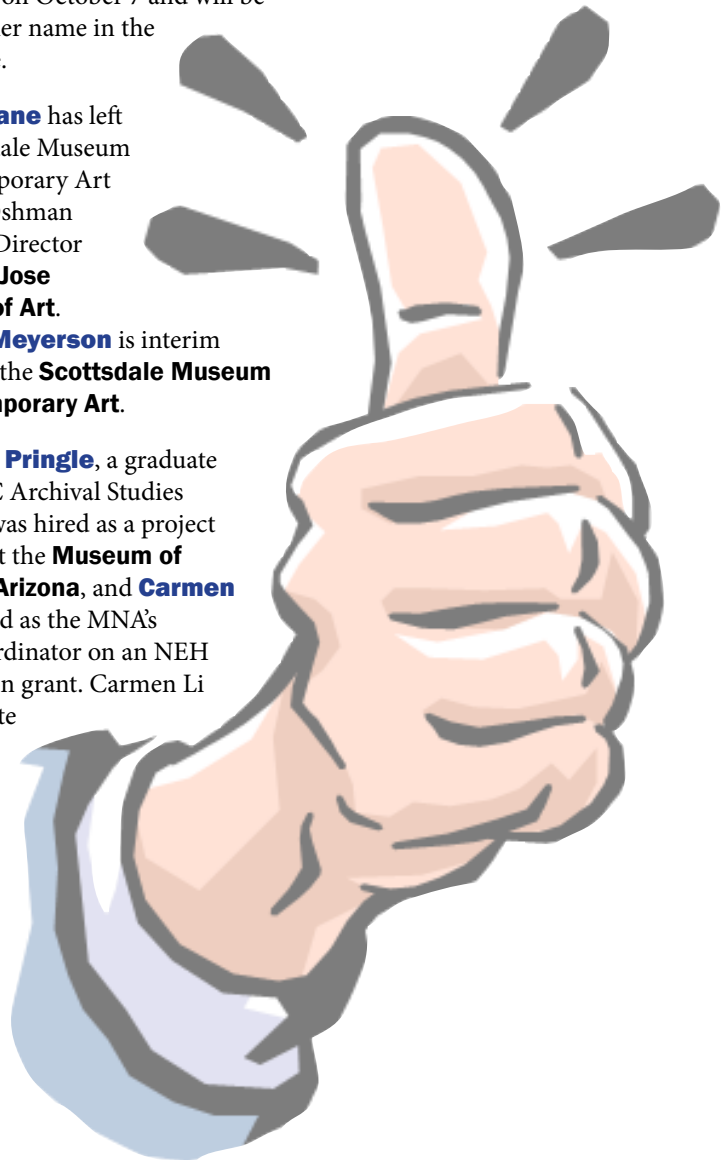 on October 7 and will be
er name in the
.
ane has left
ale Museum
porary Art
shman
Director
Jose
of Art.
Meyerson is interim
the Scottsdale Museum
porary Art.
Pringle, a graduate
C Archival Studies
was hired as a project
t the Museum of
Arizona, and Carmen
d as the MNA’s
rdinator on an NEH
n grant. Carmen Li
te